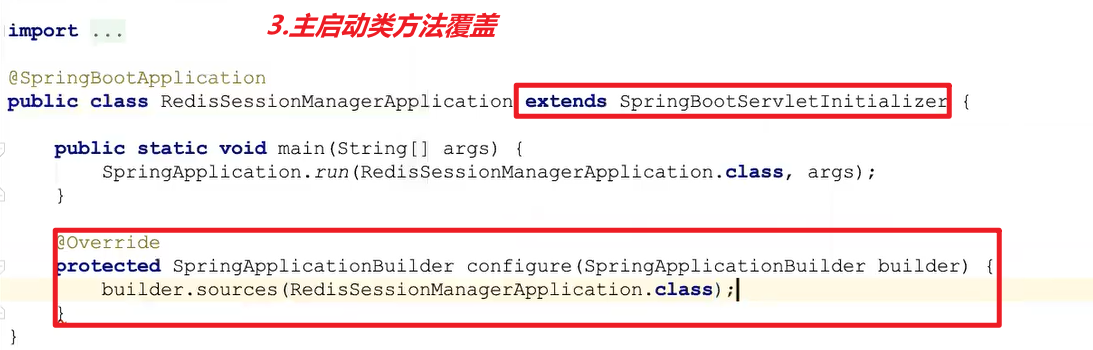 3.主启动类方法覆盖
import ...
@SpringBootApplication
public class RedisSessionManagerApplication extends SpringBootServletInitializer {
public static void main(String[] args) {
SpringApplication.run(RedisSessionManagerApplication.class, args);
}
@Override
protected SpringApplicationBuilder configure(SpringApplicationBuilder builder) {
builder.sources(RedisSessionManagerApplication.class);
}
}